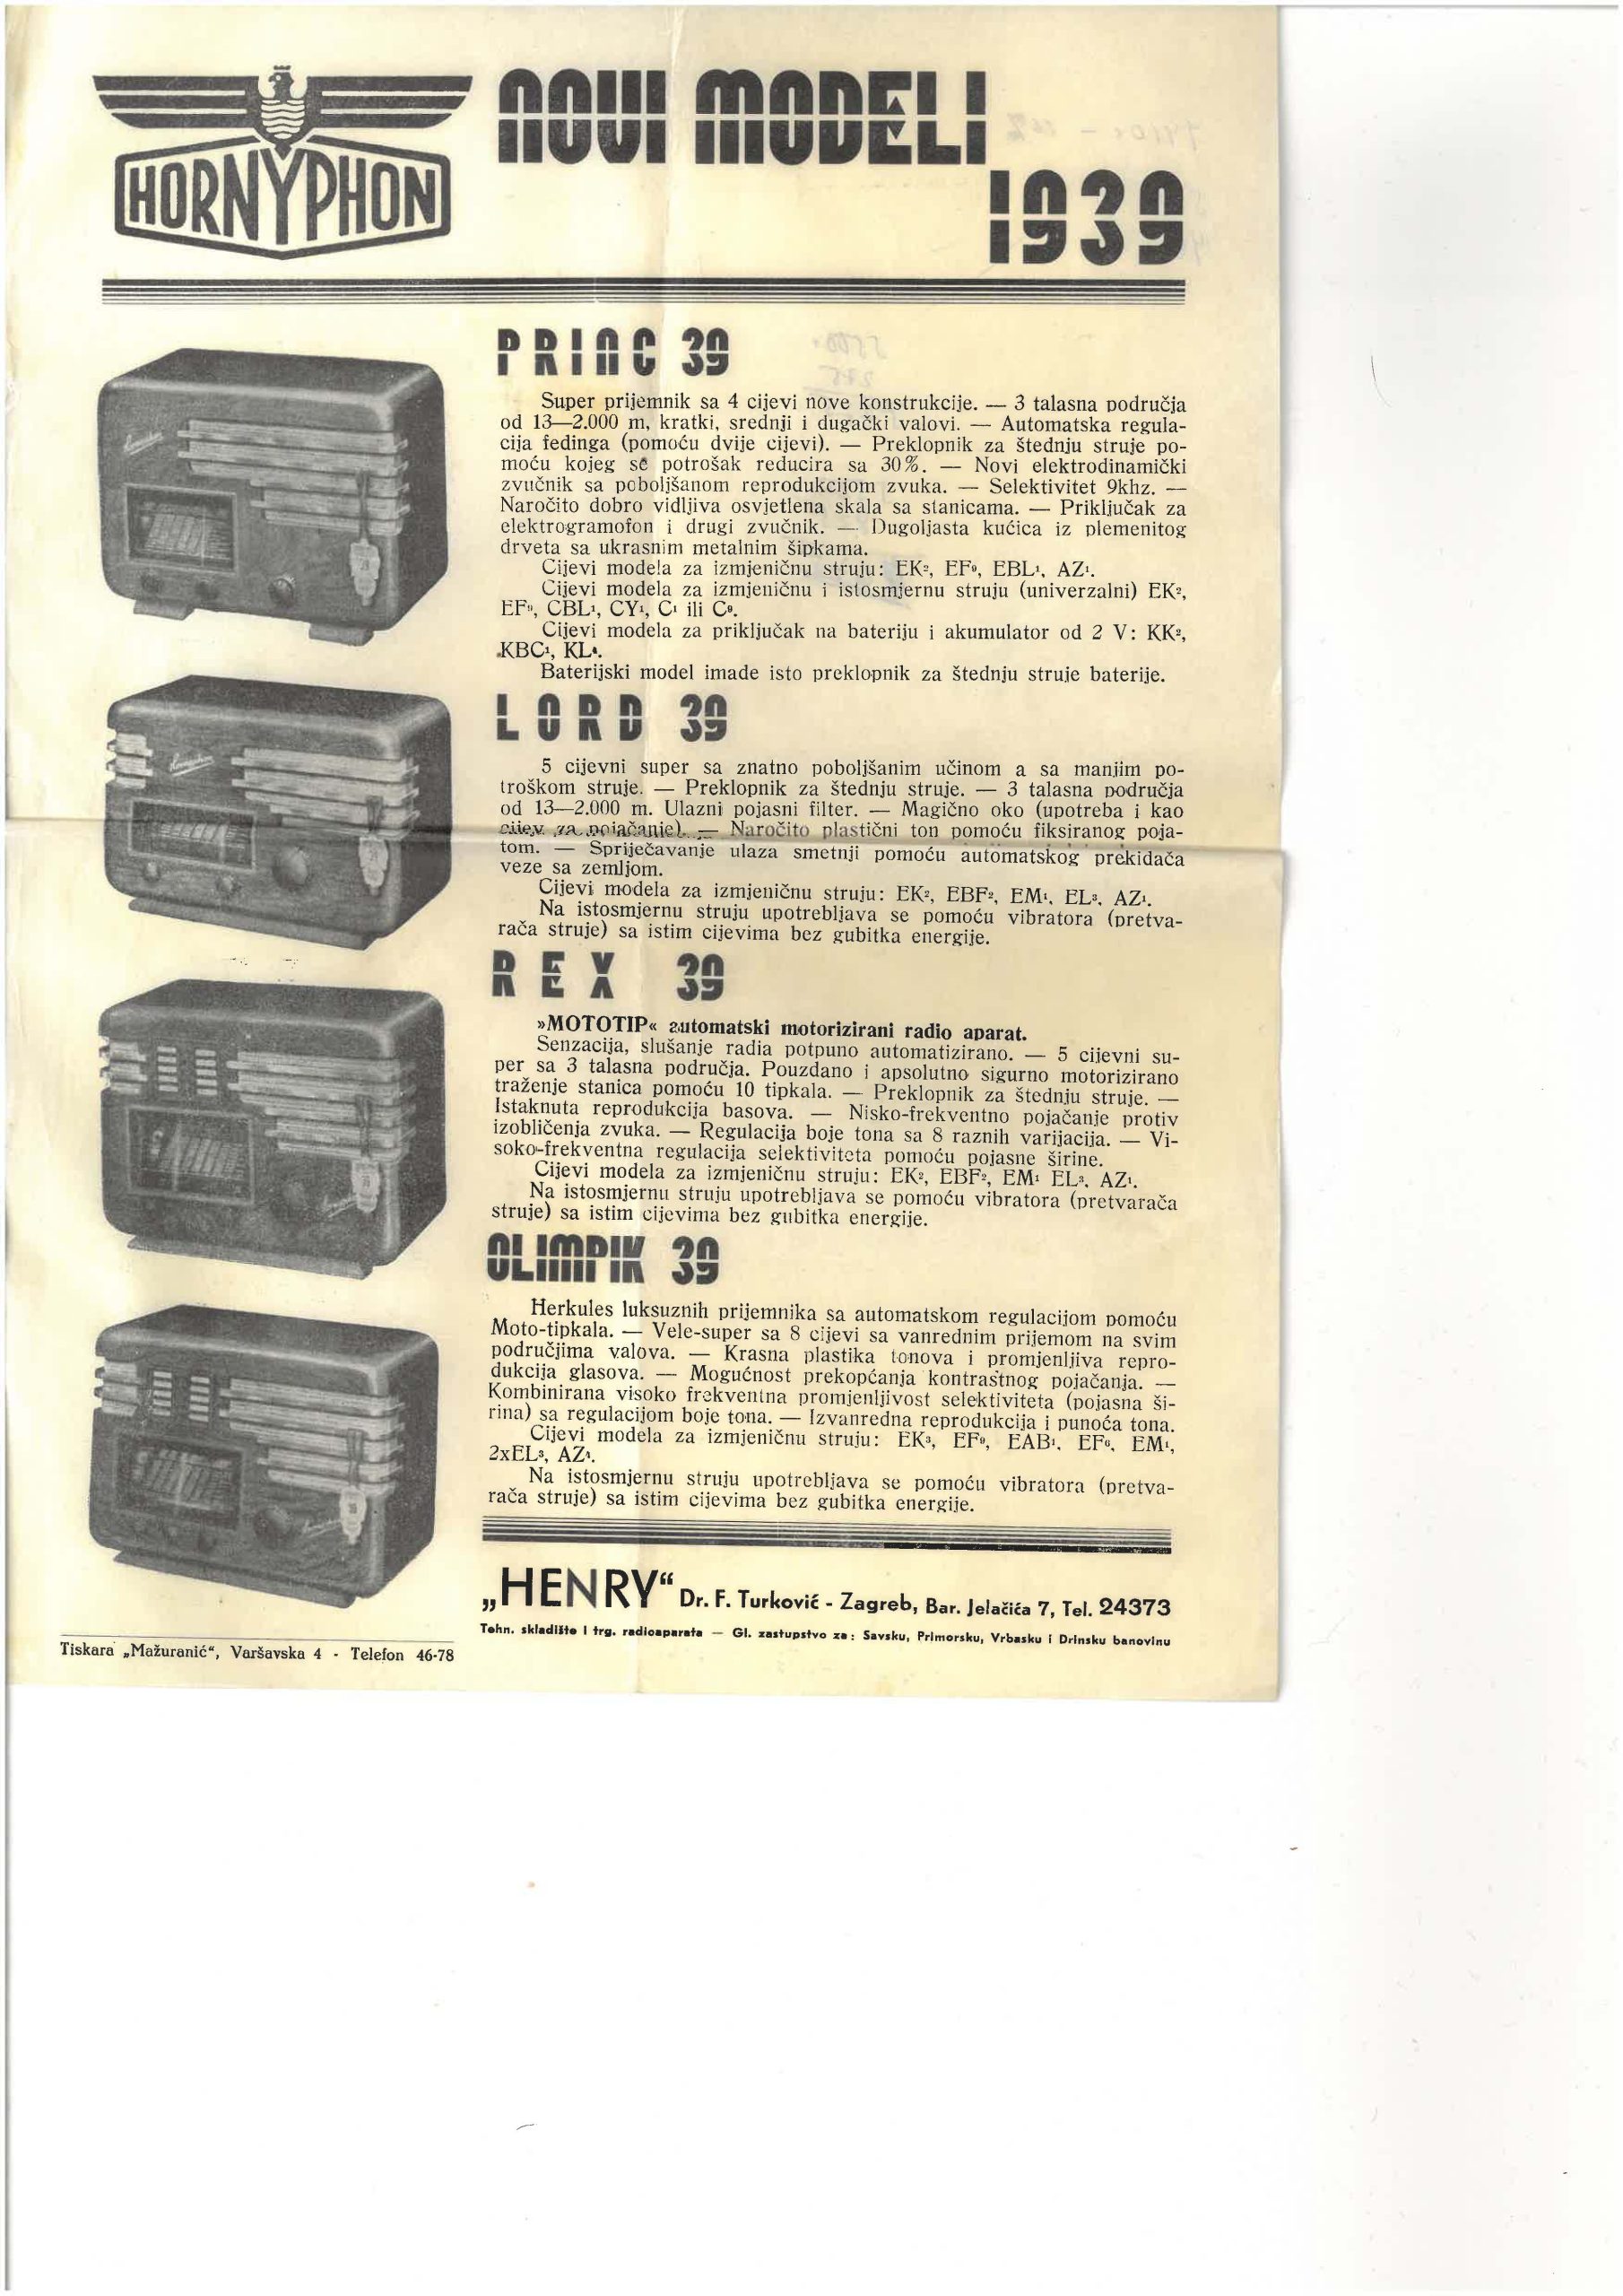 HORNYPHON
NOVI MODELI
1939
PRINC 39
Super prijemnik sa 4 cijevi nove konstrukcije. — 3 talasna područja
od 13—2.000 m, kratki, srednji i dugački valovi. — Automatska regula-
cija fedinga (pomoću dvije cijevi). — Preklopnik za štednju struje po-
moću kojeg se potrošak reducira sa 30%. — Novi elektrodinamički
zvučnik sa poboljšanom reprodukcijom zvuka. — Selektivitet 9khz. —
Naročito dobro vidljiva osvjetlena skala sa stanicama. — Priključak za
elektrogramofon i drugi zvučnik. — Dugoljasta kućica iz plemenitog
drveta sa ukrasnim metalnim šipkama.
Cijevi modela za izmjeničnu struju: EK², EF⁹, EBL¹, AZ¹.
Cijevi modela za izmjeničnu i istosmjernu struju (univerzalni) EK²,
EF⁹, CBL¹, CY¹, C¹ ili C⁹.
Cijevi modela za priključak na bateriju i akumulator od 2 V: KK²,
KBC¹, KL⁴.
Baterijski model imade isto preklopnik za štednju struje baterije.
LORD 39
5 cijevni super sa znatno poboljšanim učinom a sa manjim po-
troškom struje. — Preklopnik za štednju struje. — 3 talasna područja
od 13—2.000 m. Ulazni pojasni filter. — Magično oko (upotreba i kao
cijev za pojačanje). — Naročito plastični ton pomoću fiksiranog poja-
tom. — Spriječavanje ulaza smetnji pomoću automatskog prekidača
veze sa zemljom.
Cijevi modela za izmjeničnu struju: EK², EBF², EM¹, EL³, AZ¹.
Na istosmjernu struju upotrebljava se pomoću vibratora (pretva-
rača struje) sa istim cijevima bez gubitka energije.
REX 39
»MOTOTIP« automatski motorizirani radio aparat.
Senzacija, slušanje radia potpuno automatizirano. — 5 cijevni su-
per sa 3 talasna područja. Pouzdano i apsolutno sigurno motorizirano
traženje stanica pomoću 10 tipkala. — Preklopnik za štednju struje. —
Istaknuta reprodukcija basova. — Nisko-frekventno pojačanje protiv
izobličenja zvuka. — Regulacija boje tona sa 8 raznih varijacija. — Vi-
soko-frekventna regulacija selektiviteta pomoću pojasne širine.
Cijevi modela za izmjeničnu struju: EK², EBF², EM¹ EL³, AZ¹.
Na istosmjernu struju upotrebljava se pomoću vibratora (pretvarača
struje) sa istim cijevima bez gubitka energije.
OLIMPIK 39
Herkules luksuznih prijemnika sa automatskom regulacijom pomoću
Moto-tipkala. — Vele-super sa 8 cijevi sa vanrednim prijemom na svim
područjima valova. — Krasna plastika tonova i promjenljiva repro-
dukcija glasova. — Mogućnost prekopčanja kontrastnog pojačanja. —
Kombinirana visoko frekventna promjenljivost selektiviteta (pojasna ši-
rina) sa regulacijom boje tona. — Izvanredna reprodukcija i punoća tona.
Cijevi modela za izmjeničnu struju: EK³, EF⁹, EAB¹, EF⁶, EM¹,
2xEL³, AZ¹.
Na istosmjernu struju upotrebljava se pomoću vibratora (pretva-
rača struje) sa istim cijevima bez gubitka energije.
„HENRY“ Dr. F. Turković - Zagreb, Bar. Jelačića 7, Tel. 24373
Tehn. skladište i trg. radioaparata — Gl. zastupstvo za: Savsku, Primorsku, Vrbasku i Drinsku banovinu
Tiskara „Mažuranić“, Varšavska 4 - Telefon 46-78